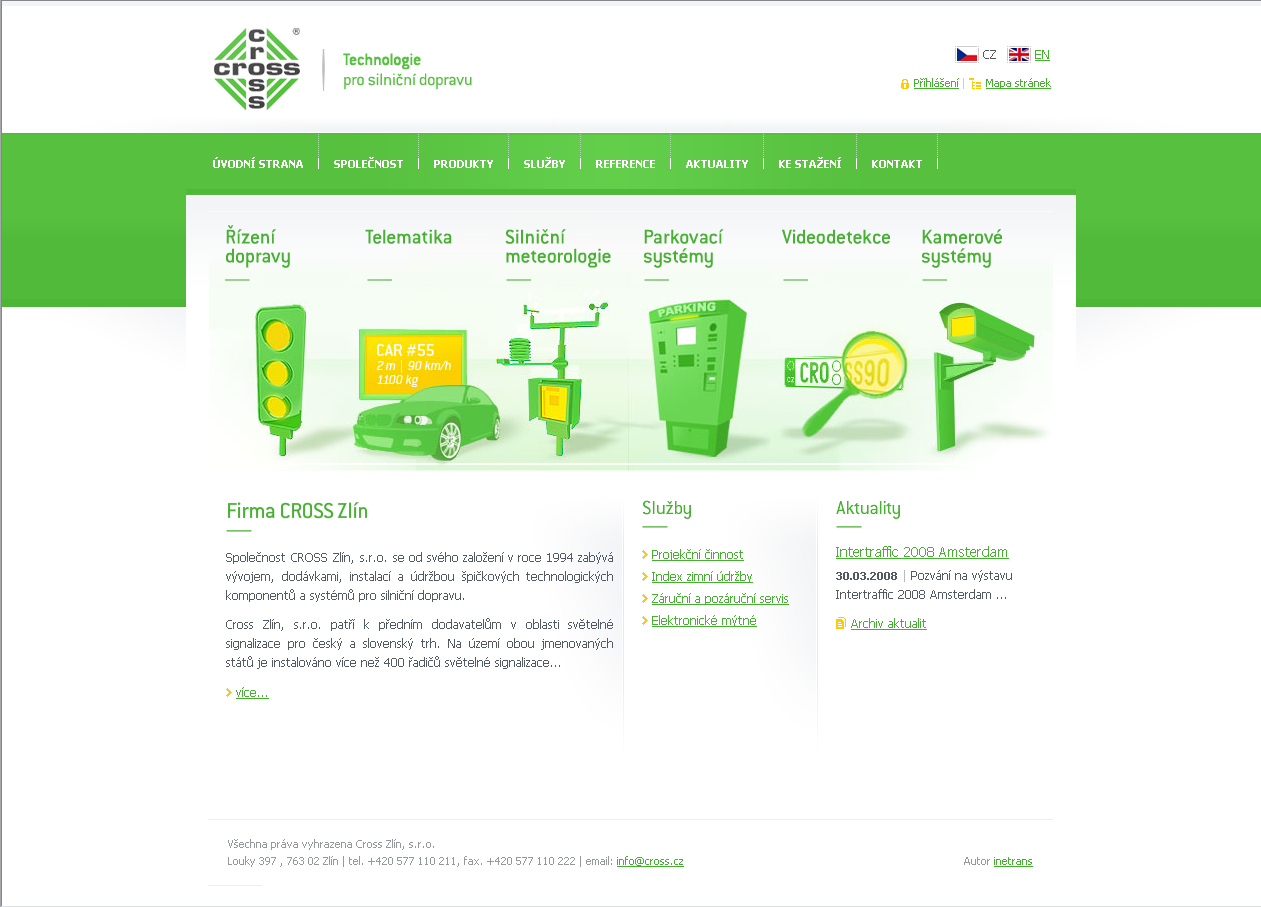 cross
cross
®
Technologie
pro silniční dopravu
CZ EN
Příhlášení | Mapa stránek
ÚVODNÍ STRANA SPOLEČNOST PRODUKTY SLUŽBY REFERENCE AKTUALITY KE STAŽENÍ KONTAKT
Řízení
dopravy
Telematika
Silniční
meteorologie
Parkovací
systémy
Videodetekce
Kamerové
systémy
CAR #55
2 m | 90 km/h
1100 kg
PARKING
CZ CRO SS90
Firma CROSS Zlín
Společnost CROSS Zlín, s.r.o. se od svého založení v roce 1994 zabývá
vývojem, dodávkami, instalací a údržbou špičkových technologických
komponentů a systémů pro silniční dopravu.
Cross Zlín, s.r.o. patří k předním dodavatelům v oblasti světelné
signalizace pro český a slovenský trh. Na území obou jmenovaných
států je instalováno více než 400 řadičů světelné signalizace...
více...
Služby
Projekční činnost
Index zimní údržby
Záruční a pozáruční servis
Elektronické mýtné
Aktuality
Intertraffic 2008 Amsterdam
30.03.2008 | Pozvání na výstavu
Intertraffic 2008 Amsterdam ...
Archiv aktualit
Všechna práva vyhrazena Cross Zlín, s.r.o.
Louky 397 , 763 02 Zlín | tel. +420 577 110 211, fax. +420 577 110 222 | email: info@cross.cz
Autor inetrans